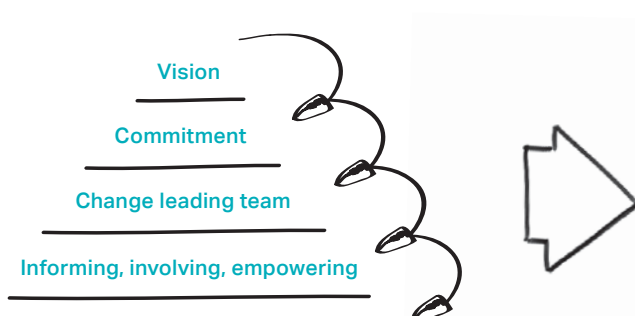 Vision
Commitment
Change leading team
Informing, involving, empowering